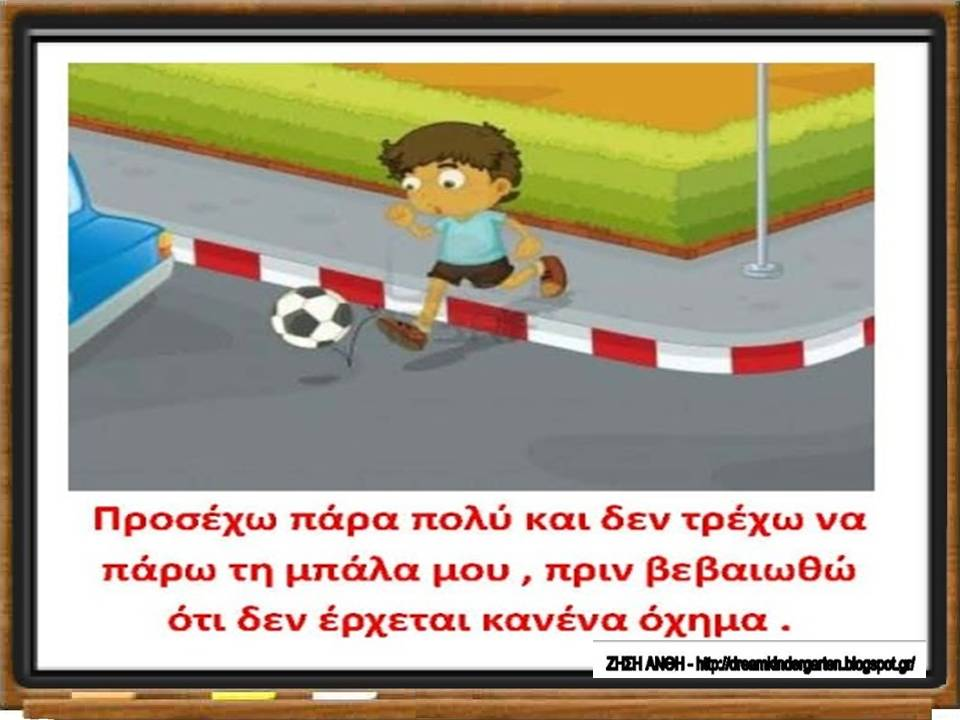 Προσέχω πάρα πολύ και δεν τρέχω να
πάρω τη μπάλα μου , πριν βεβαιωθώ
ότι δεν έρχεται κανένα όχημα .
ΖΗΣΗ ΑΝΘΗ - http://dreamkindergarten.blogspot.gr/